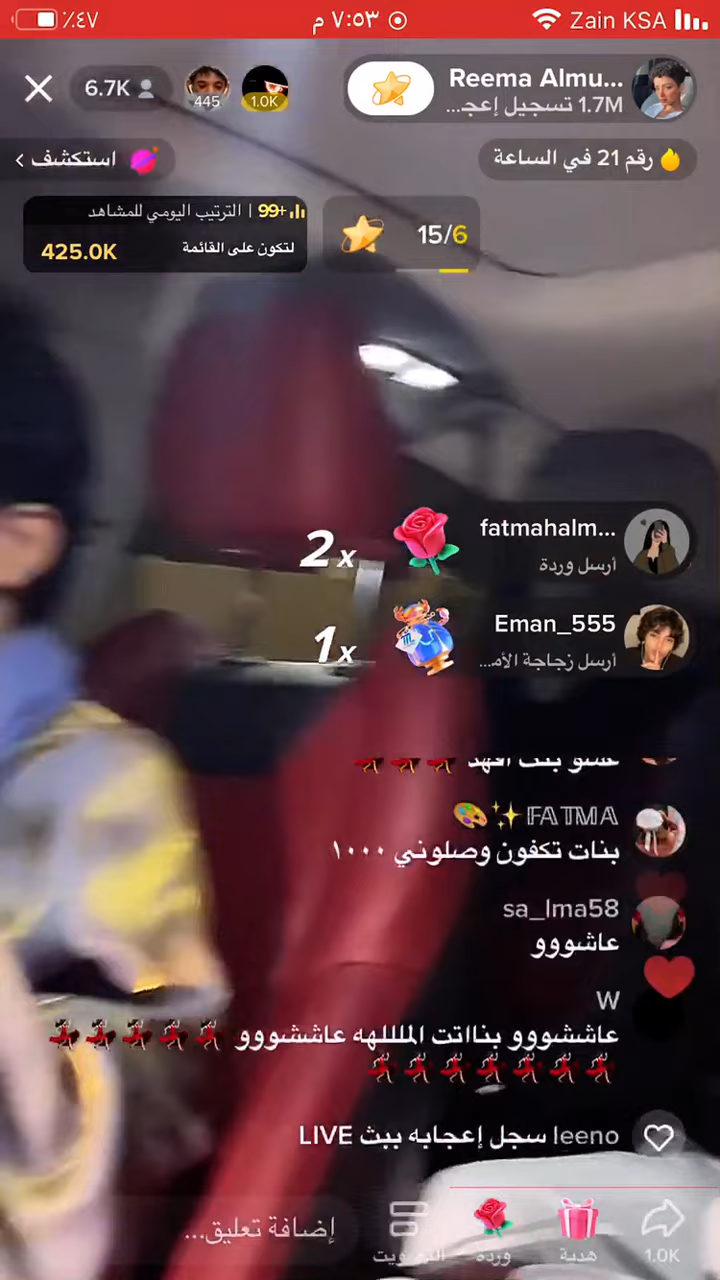 ٪٤٧
٧:٥٣ م
Zain KSA
Reema Almu...
1.7M تسجيل إعج...
6.7K
445
1.0K
رقم 21 في الساعة
استكشف
99+ | الترتيب اليومي للمشاهد
لتكون على القائمة
425.0K
15/6
fatmahalm...
أرسل وردة
2x
Eman_555
أرسل زجاجة الأم...
1x
𝔽𝔸𝕋𝕄𝔸✨🎨
بنات تكفون وصلوني ١٠٠٠
sa_lma58
عاشووو
W
عاششووو بنااتت المللله عاششووو 💃💃💃💃💃
💃💃💃💃💃💃💃
leeno سجل إعجابه ببث LIVE
إضافة تعليق...
وردة
هدية
1.0K